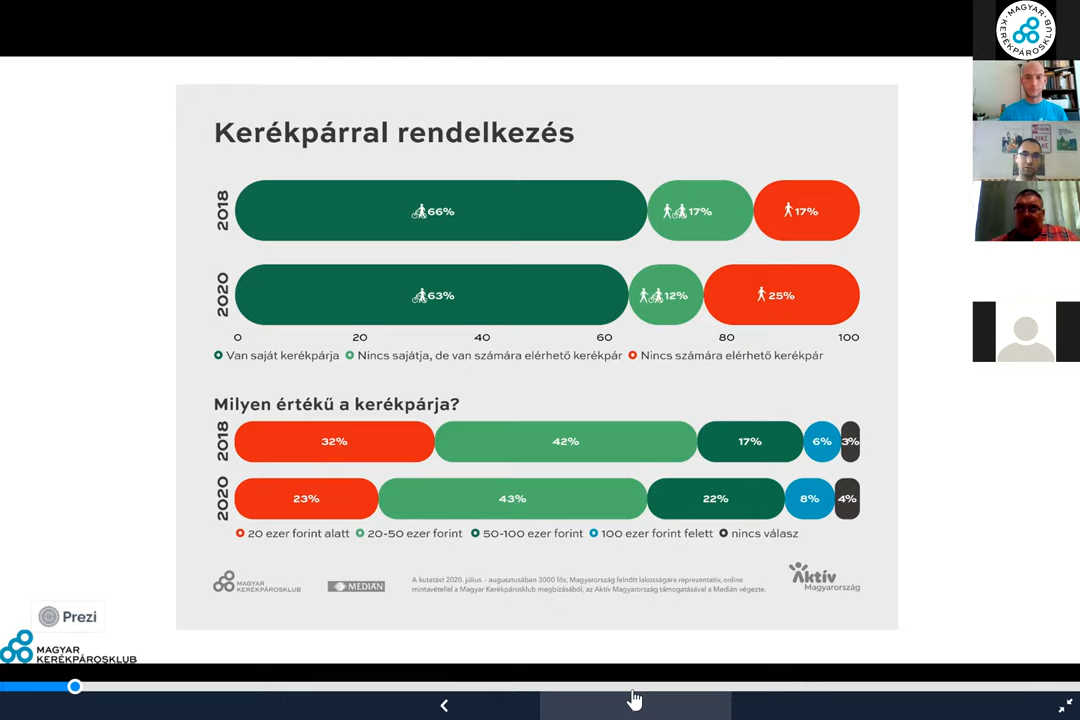 MAGYAR KERÉKPÁROSKLUB
Kerékpárral rendelkezés
2018
66%
17%
17%
2020
63%
12%
25%
0 20 40 60 80 100
Van saját kerékpárja Nincs sajátja, de van számára elérhető kerékpár Nincs számára elérhető kerékpár
Milyen értékű a kerékpárja?
2018
32% 42% 17% 6% 3%
2020
23% 43% 22% 8% 4%
20 ezer forint alatt 20-50 ezer forint 50-100 ezer forint 100 ezer forint felett nincs válasz
MAGYAR
KERÉKPÁROSKLUB
MEDIÁN
A kutatást 2020. július - augusztusában 3000 fős, Magyarország felnőtt lakosságára reprezentatív, online
mintavétellel a Magyar Kerékpárosklub megbízásából, az Aktív Magyarország támogatásával a Medián végezte.
Aktív
Magyarország
Prezi
MAGYAR
KERÉKPÁROSKLUB